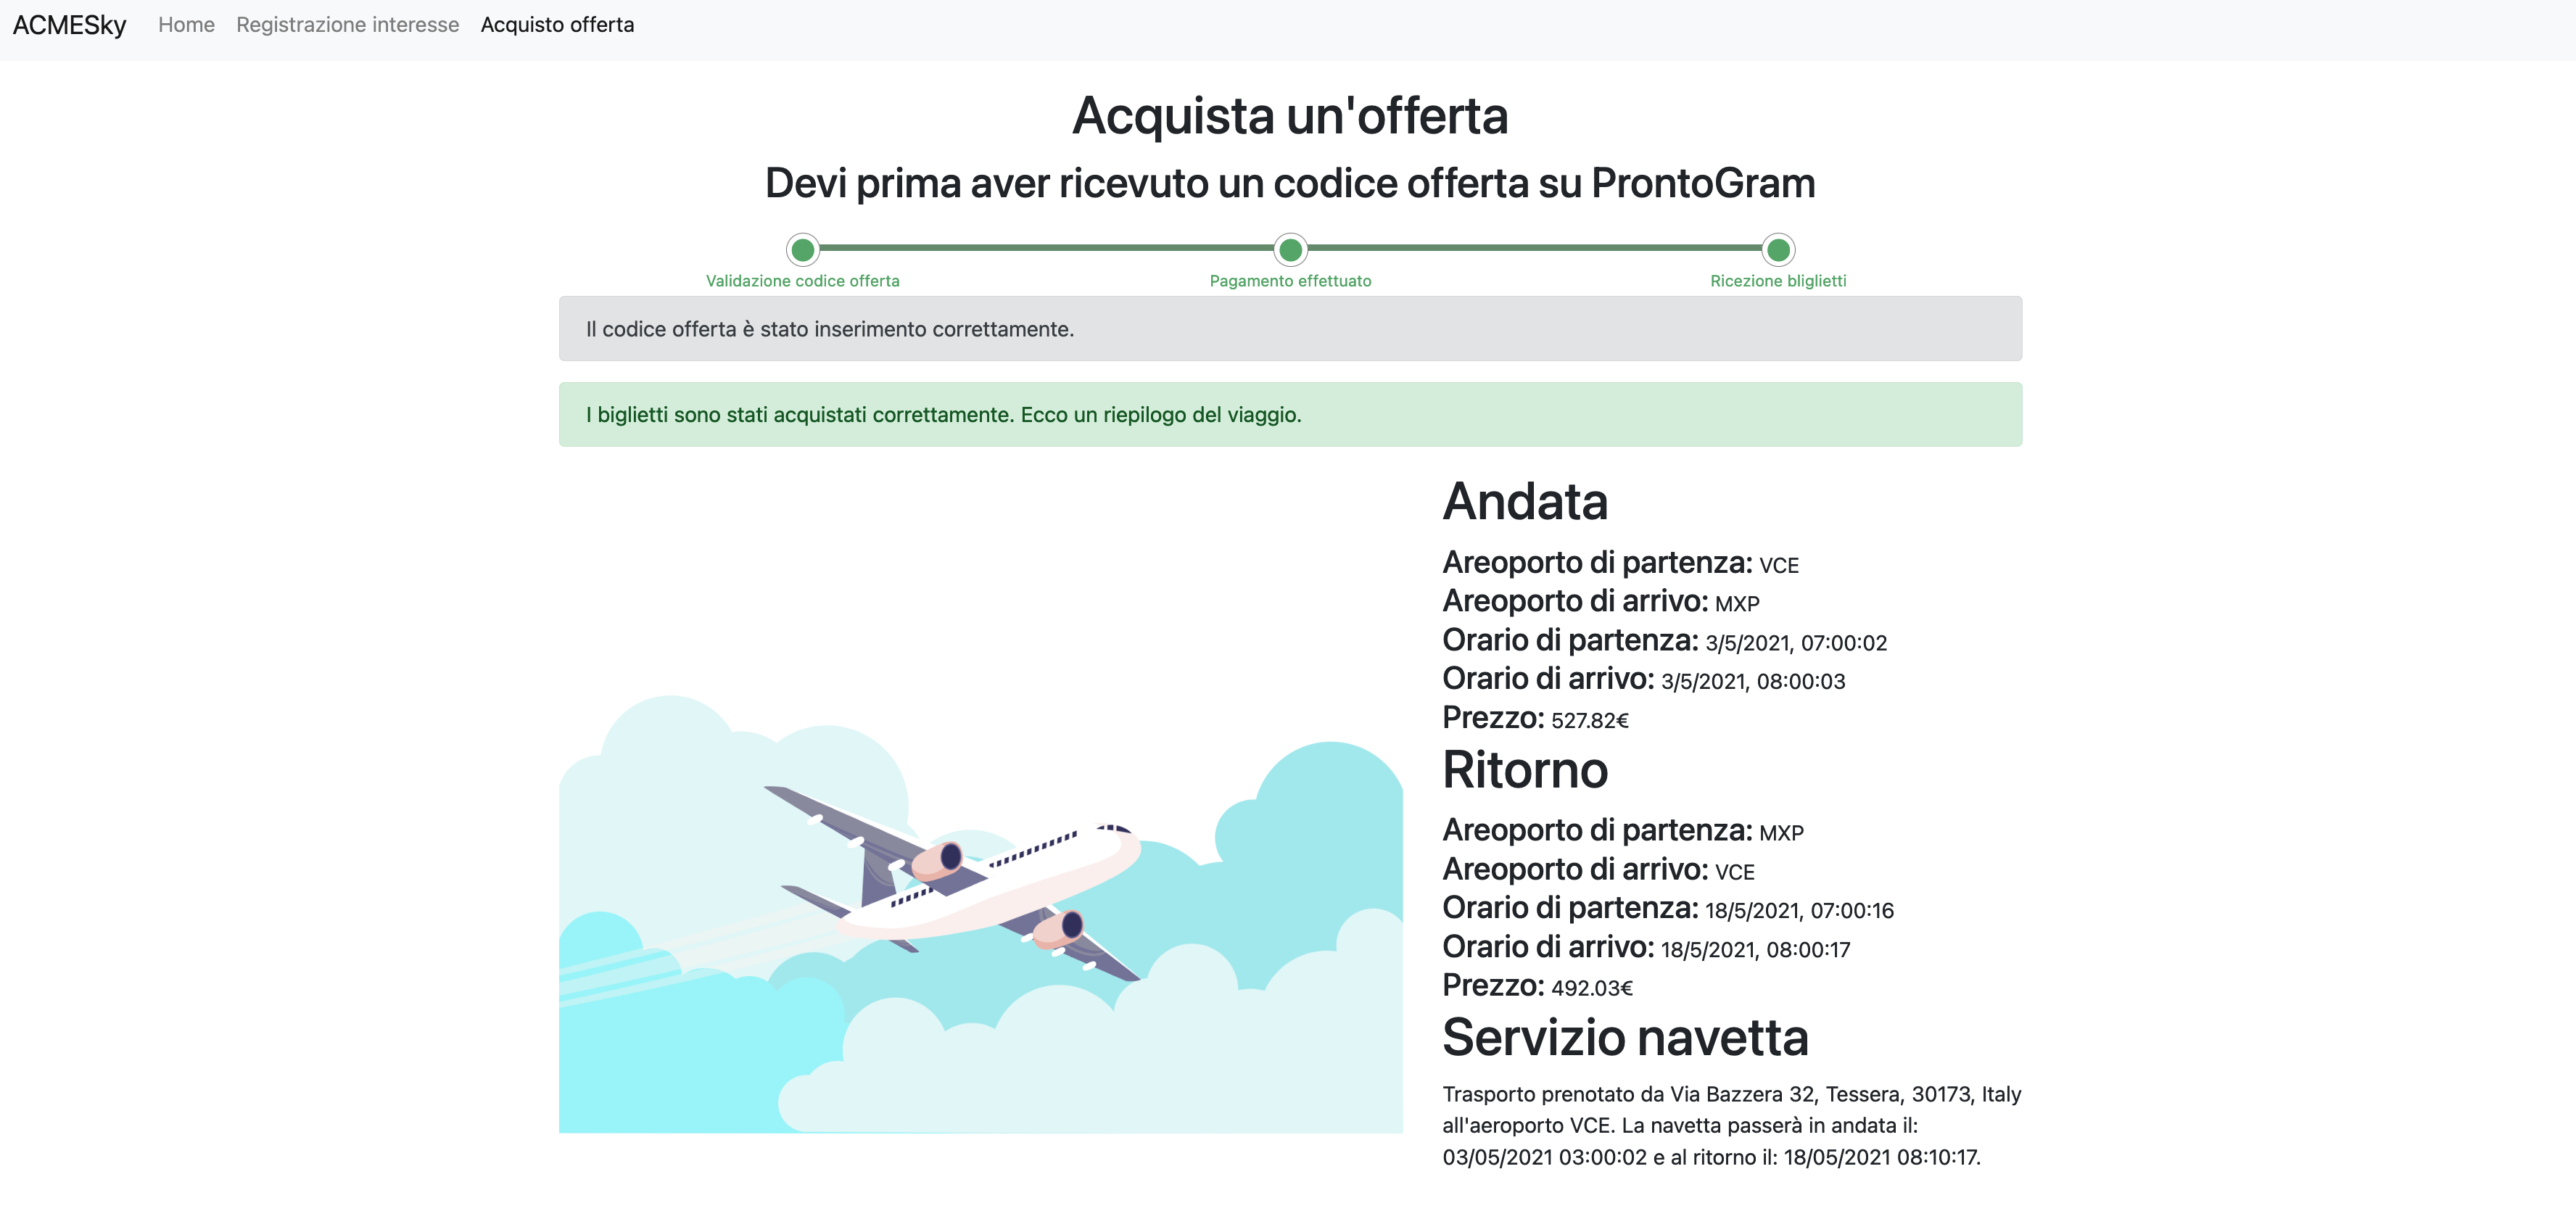 ACMESky Home Registrazione interesse Acquisto offerta
Acquista un'offerta
Devi prima aver ricevuto un codice offerta su ProntoGram
Validazione codice offerta Pagamento effettuato Ricezione bliglietti
Il codice offerta è stato inserimento correttamente.
I biglietti sono stati acquistati correttamente. Ecco un riepilogo del viaggio.
Andata
Areoporto di partenza: VCE
Areoporto di arrivo: MXP
Orario di partenza: 3/5/2021, 07:00:02
Orario di arrivo: 3/5/2021, 08:00:03
Prezzo: 527.82€
Ritorno
Areoporto di partenza: MXP
Areoporto di arrivo: VCE
Orario di partenza: 18/5/2021, 07:00:16
Orario di arrivo: 18/5/2021, 08:00:17
Prezzo: 492.03€
Servizio navetta
Trasporto prenotato da Via Bazzera 32, Tessera, 30173, Italy
all'aeroporto VCE. La navetta passerà in andata il:
03/05/2021 03:00:02 e al ritorno il: 18/05/2021 08:10:17.